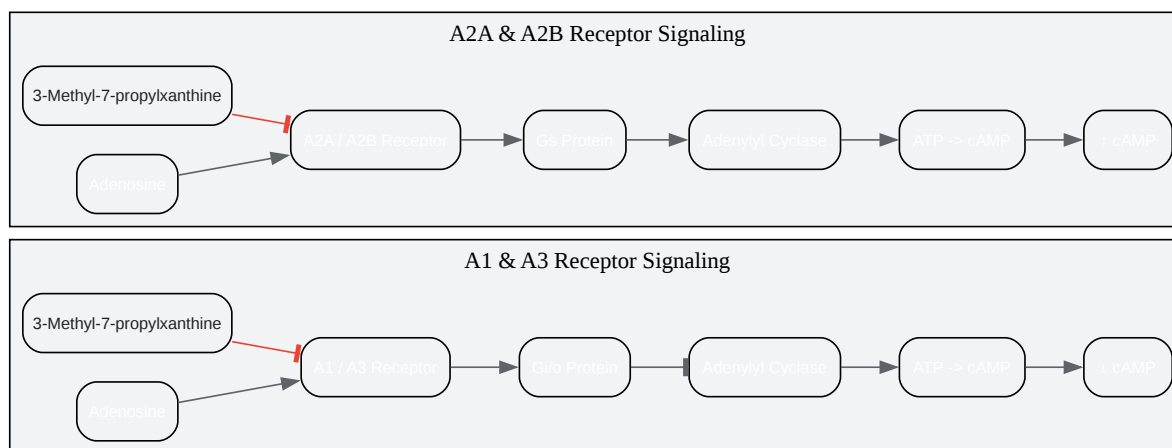 A2A & A2B Receptor Signaling
3-Methyl-7-propylxanthine
A2A / A2B Receptor
Gs Protein
Adenylyl Cyclase
ATP -> cAMP
↑ cAMP
Adenosine
A1 & A3 Receptor Signaling
3-Methyl-7-propylxanthine
A1 / A3 Receptor
Gi/o Protein
Adenylyl Cyclase
ATP -> cAMP
↓ cAMP
Adenosine